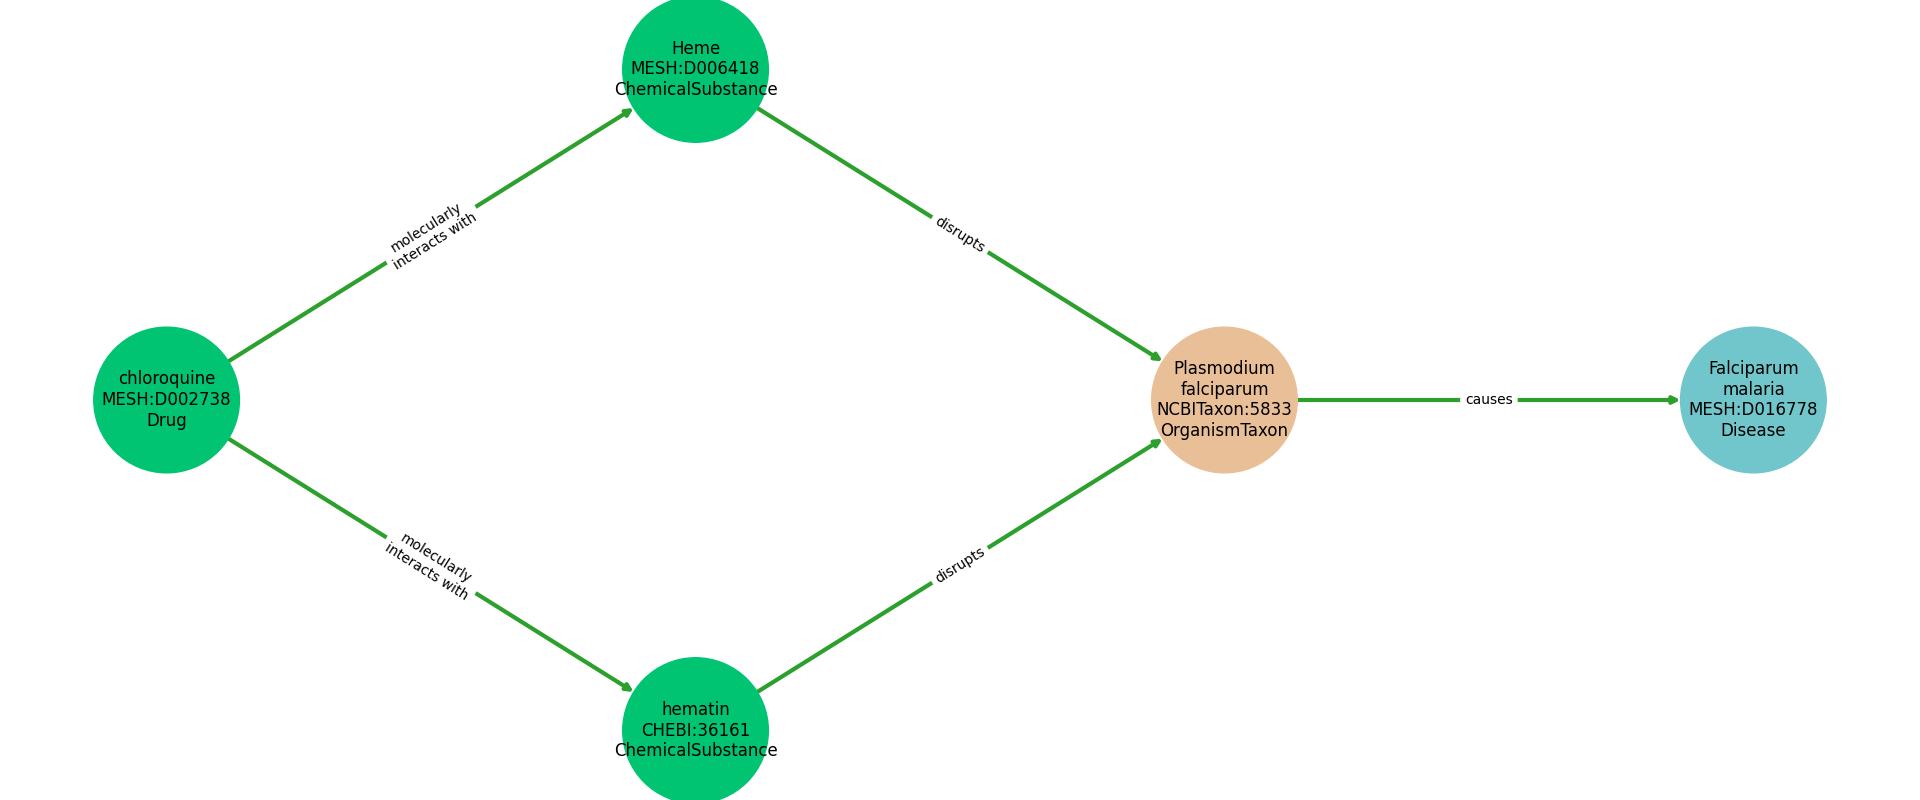 Heme
MESH:D006418
ChemicalSubstance
molecularly
interacts with
disrupts
chloroquine
MESH:D002738
Drug
Plasmodium
falciparum
NCBITaxon:5833
OrganismTaxon
causes
Falciparum
malaria
MESH:D016778
Disease
molecularly
interacts with
disrupts
hematin
CHEBI:36161
ChemicalSubstance